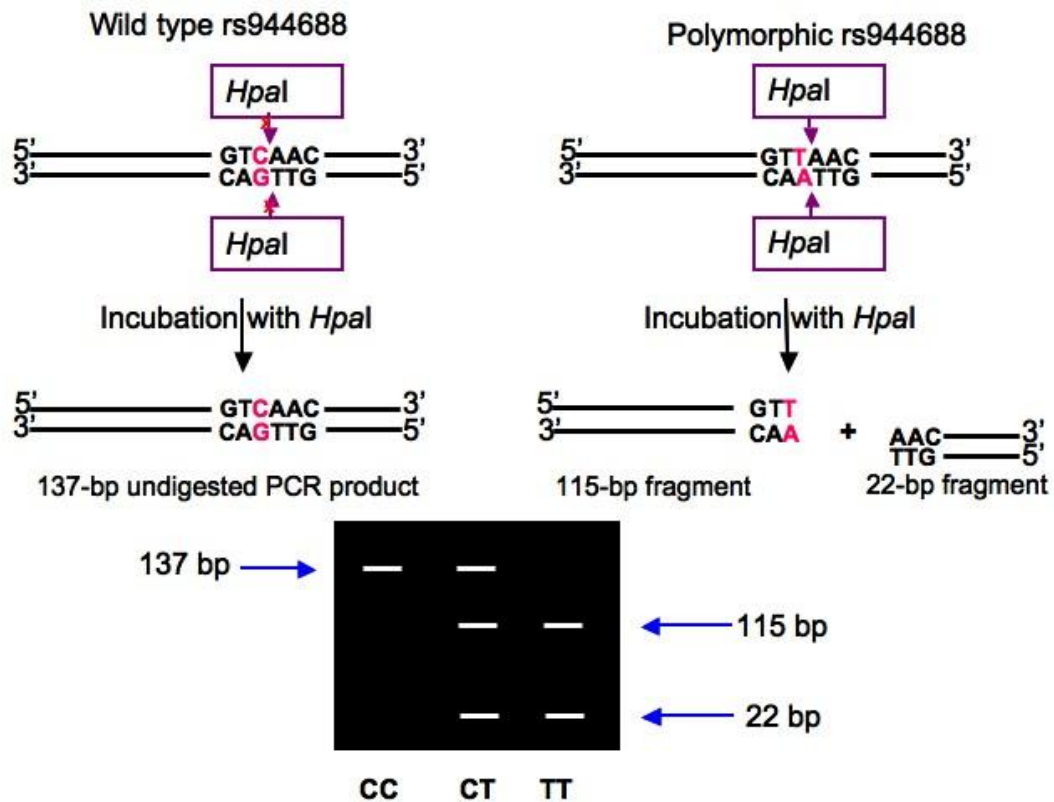 Wild type rs944688
Polymorphic rs944688
HpaI
HpaI
x
5’ GTCAAC 3’
3’ CAGTTG 5’
5’ GTTAAC 3’
3’ CAATTG 5’
x
HpaI
HpaI
Incubation with HpaI
Incubation with HpaI
5’ GTCAAC 3’
3’ CAGTTG 5’
5’ GTT
3’ CAA
+
AAC 3’
TTG 5’
137-bp undigested PCR product
115-bp fragment
22-bp fragment
137 bp
115 bp
22 bp
CC CT TT